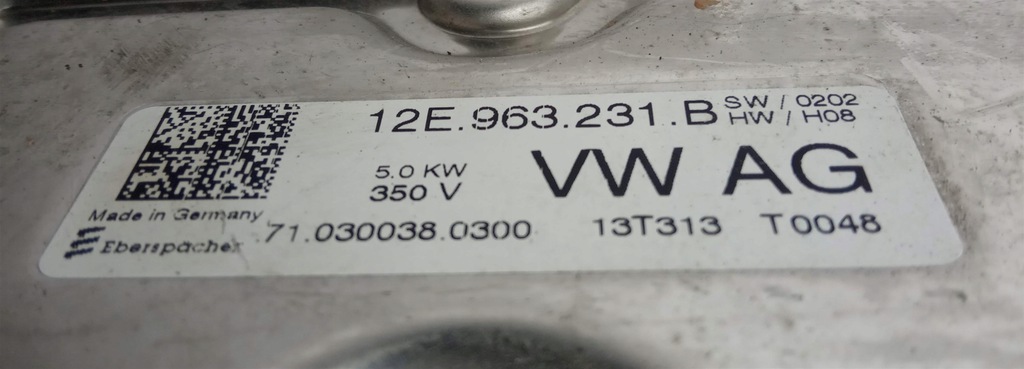 12E.963.231.B SW / 0202
HW / H08
5.0 KW
350 V
VW AG
Made in Germany
Eberspächer
71.030038.0300 13T313 T0048